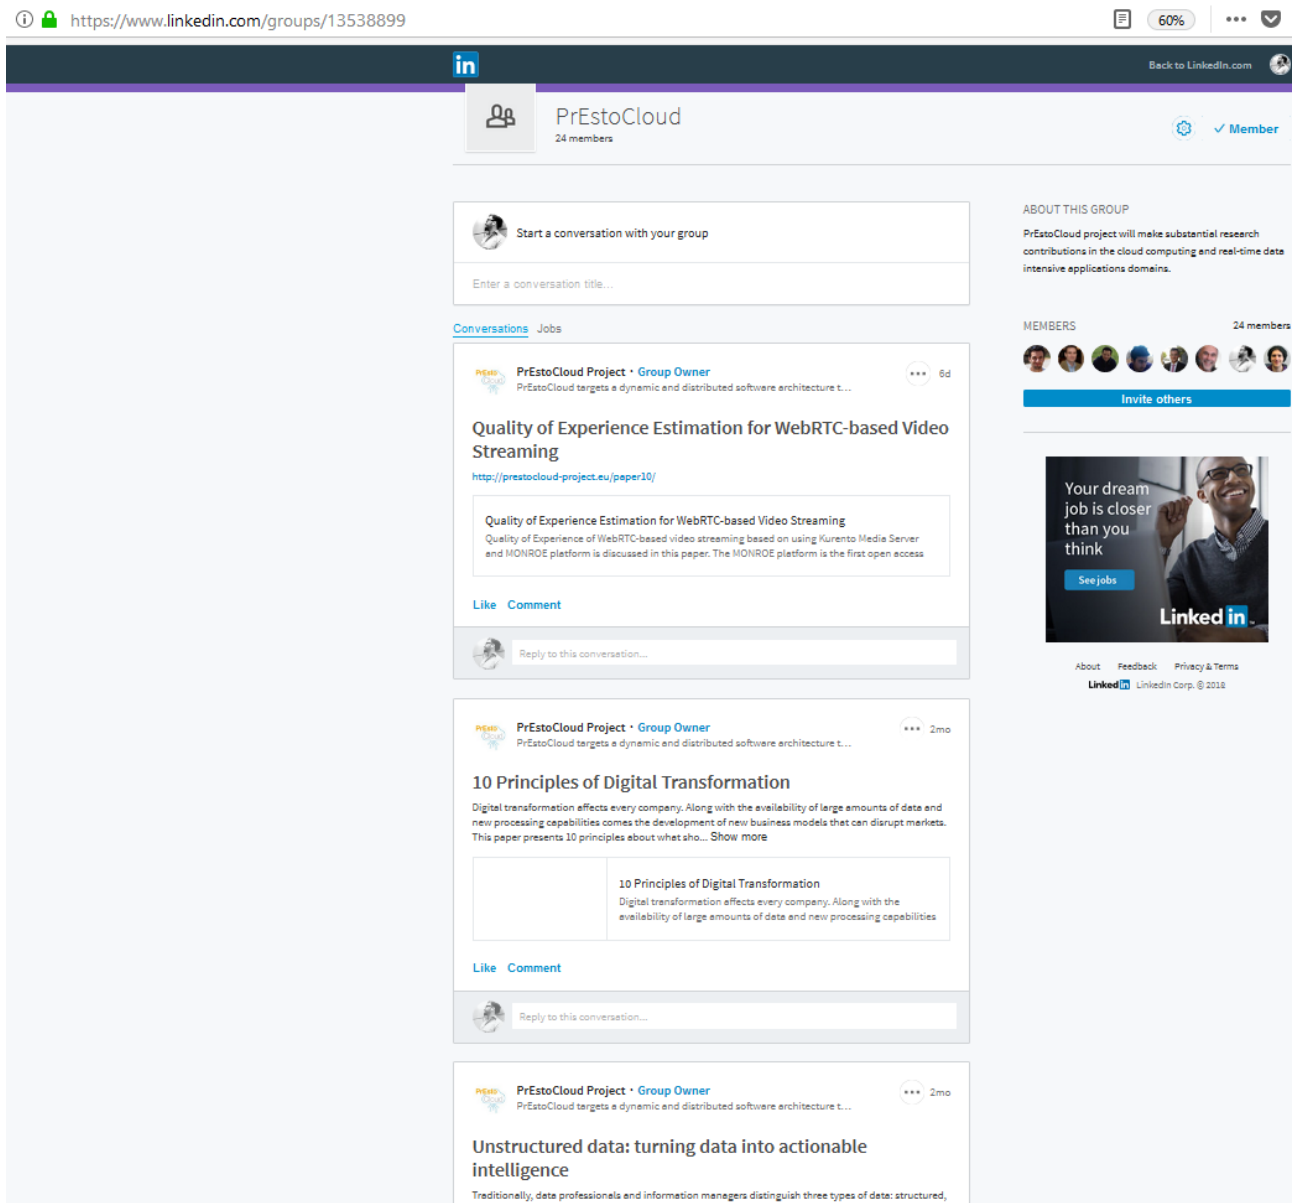 https://www.linkedin.com/groups/13538899
60%
in
Back to LinkedIn.com
PrEstoCloud
24 members
Member
Start a conversation with your group
Enter a conversation title...
Conversations Jobs
PrEstoCloud Project · Group Owner
6d
PrEstoCloud targets a dynamic and distributed software architecture t...
Quality of Experience Estimation for WebRTC-based Video
Streaming
http://prestocloud-project.eu/paper10/
Quality of Experience Estimation for WebRTC-based Video Streaming
Quality of Experience of WebRTC-based video streaming based on using Kurento Media Server
and MONROE platform is discussed in this paper. The MONROE platform is the first open access
Like Comment
Reply to this conversation...
PrEstoCloud Project · Group Owner
2mo
PrEstoCloud targets a dynamic and distributed software architecture t...
10 Principles of Digital Transformation
Digital transformation affects every company. Along with the availability of large amounts of data and
new processing capabilities comes the development of new business models that can disrupt markets.
This paper presents 10 principles about what sho... Show more
10 Principles of Digital Transformation
Digital transformation affects every company. Along with the
availability of large amounts of data and new processing capabilities
Like Comment
Reply to this conversation...
PrEstoCloud Project · Group Owner
2mo
PrEstoCloud targets a dynamic and distributed software architecture t...
Unstructured data: turning data into actionable
intelligence
Traditionally, data professionals and information managers distinguish three types of data: structured,
ABOUT THIS GROUP
PrEstoCloud project will make substantial research
contributions in the cloud computing and real-time data
intensive applications domains.
MEMBERS
24 members
Invite others
Your dream
job is closer
than you
think
See jobs
Linked in
About Feedback Privacy & Terms
Linked in LinkedIn Corp. © 2018